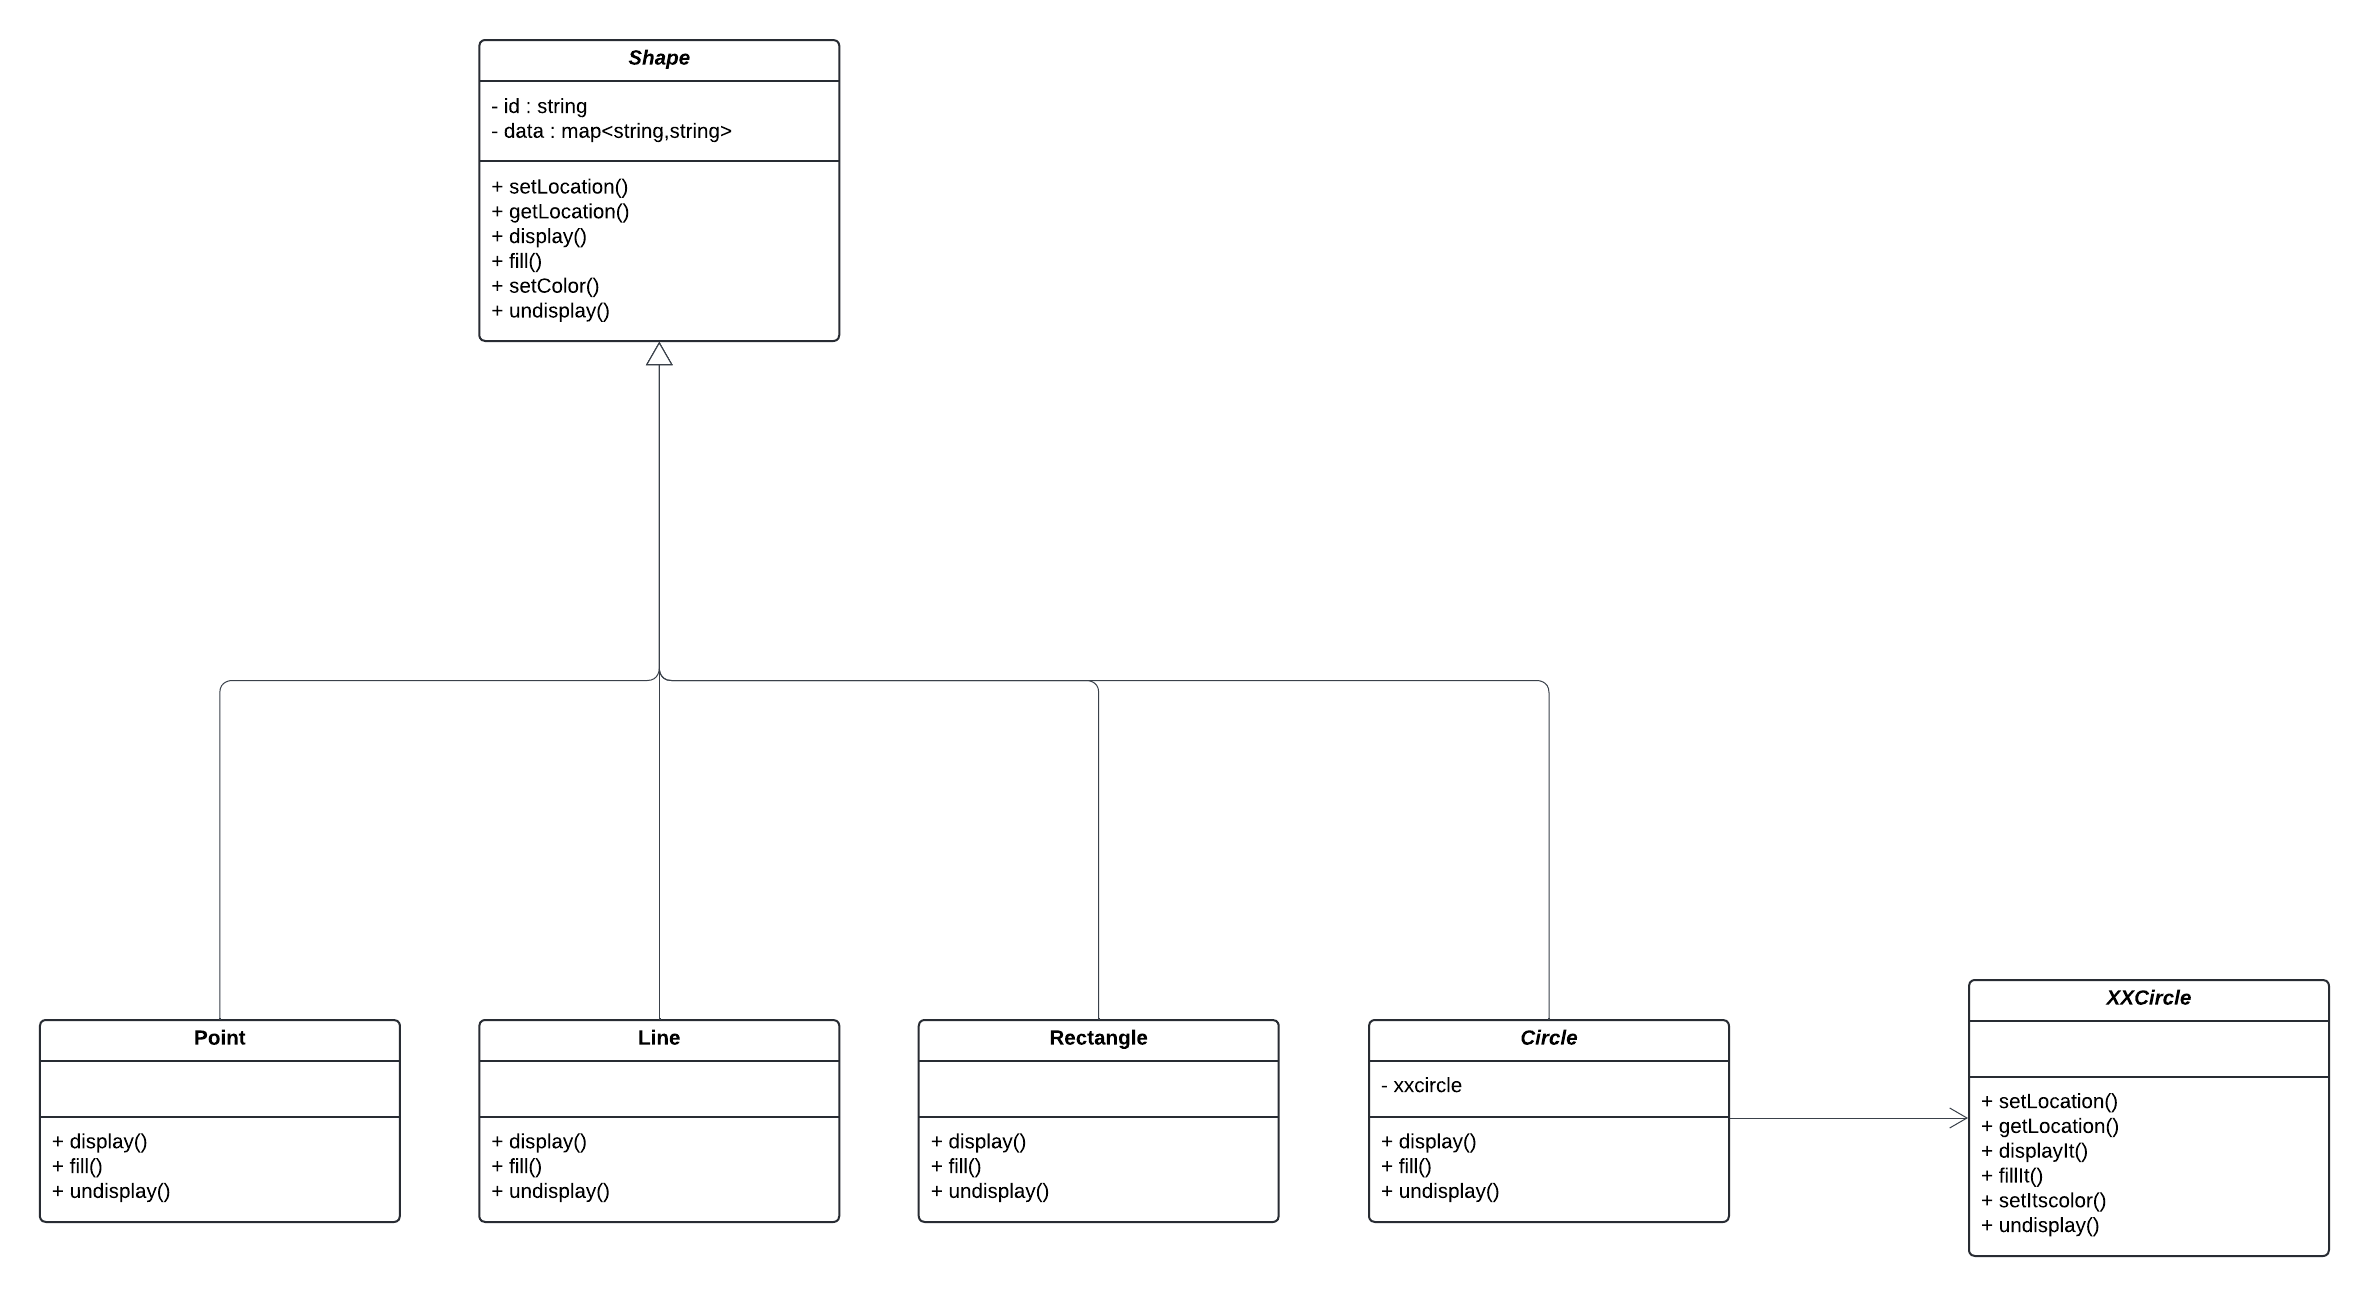 Shape
- id : string
- data : map<string,string>
+ setLocation()
+ getLocation()
+ display()
+ fill()
+ setColor()
+ undisplay()
Point
+ display()
+ fill()
+ undisplay()
Line
+ display()
+ fill()
+ undisplay()
Rectangle
+ display()
+ fill()
+ undisplay()
Circle
- xxcircle
+ display()
+ fill()
+ undisplay()
XXCircle
+ setLocation()
+ getLocation()
+ displayIt()
+ fillIt()
+ setItscolor()
+ undisplay()